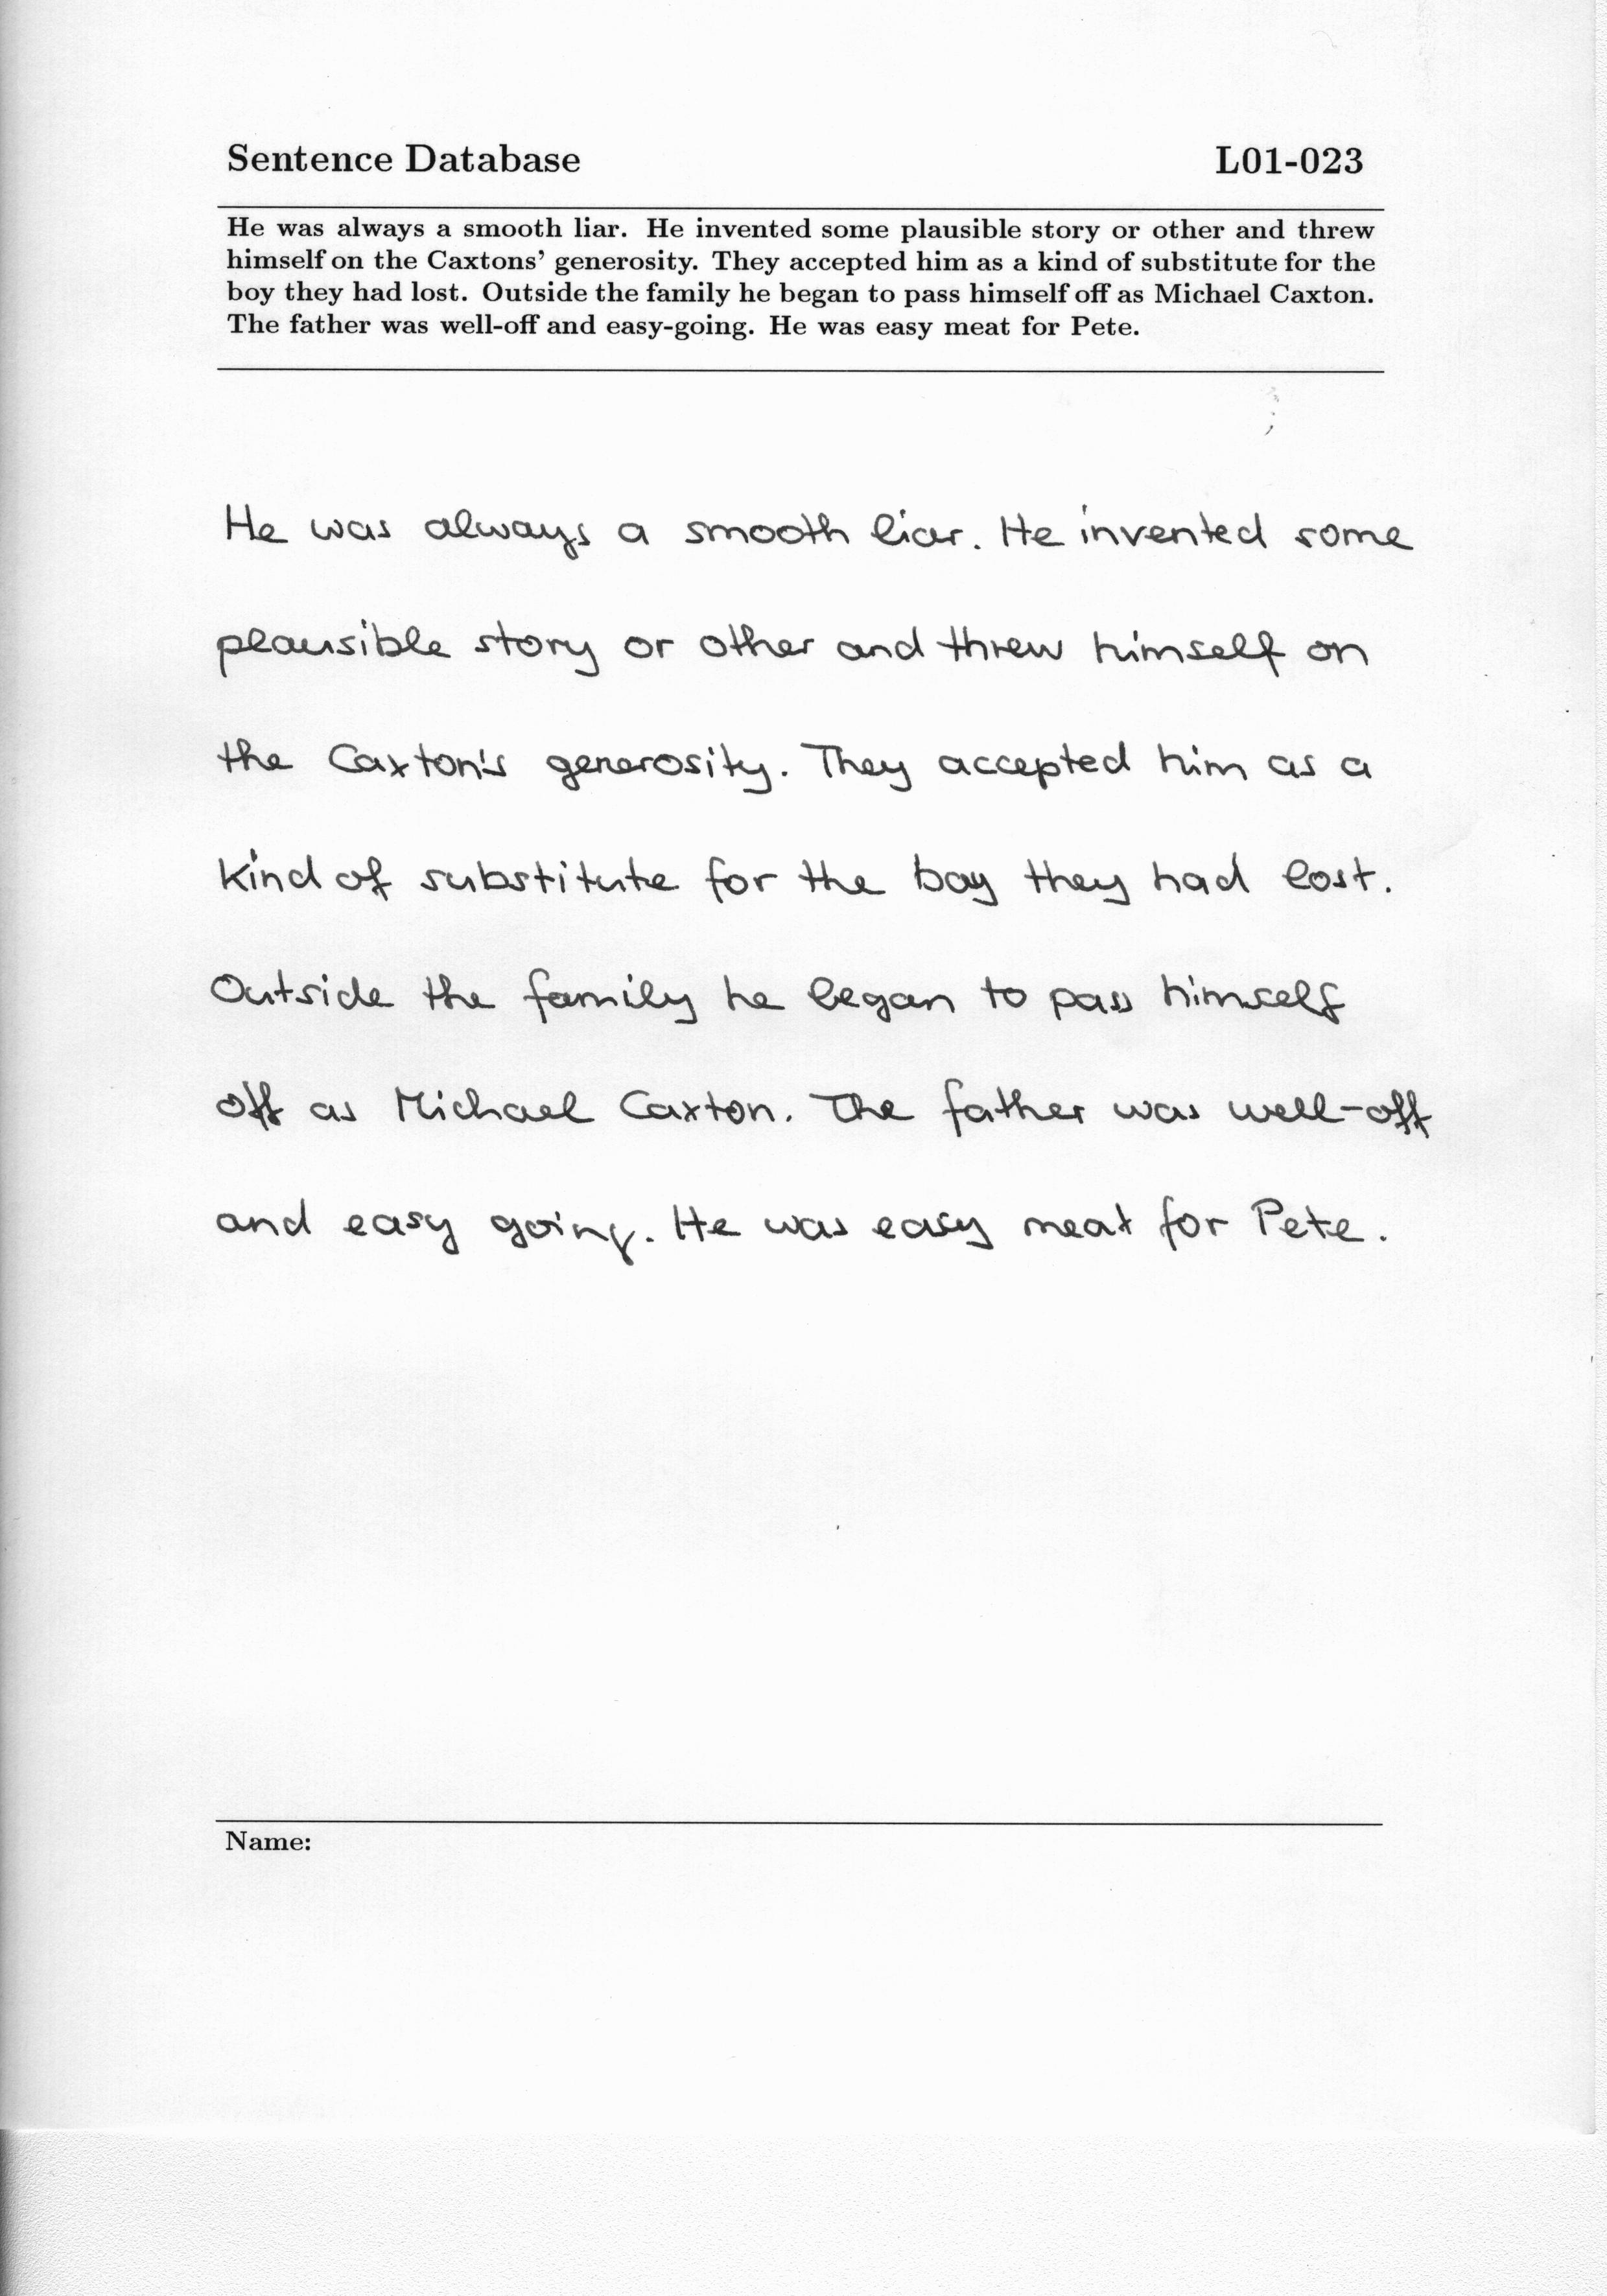 Sentence Database L01-023
He was always a smooth liar. He invented some plausible story or other and threw
himself on the Caxtons' generosity. They accepted him as a kind of substitute for the
boy they had lost. Outside the family he began to pass himself off as Michael Caxton.
The father was well-off and easy-going. He was easy meat for Pete.
He was always a smooth liar. He invented some
plausible story or other and threw himself on
the Caxton's generosity. They accepted him as a
kind of substitute for the boy they had lost.
Outside the family he began to pass himself
off as Michael Caxton. The father was well-off
and easy going. He was easy meat for Pete.
Name: